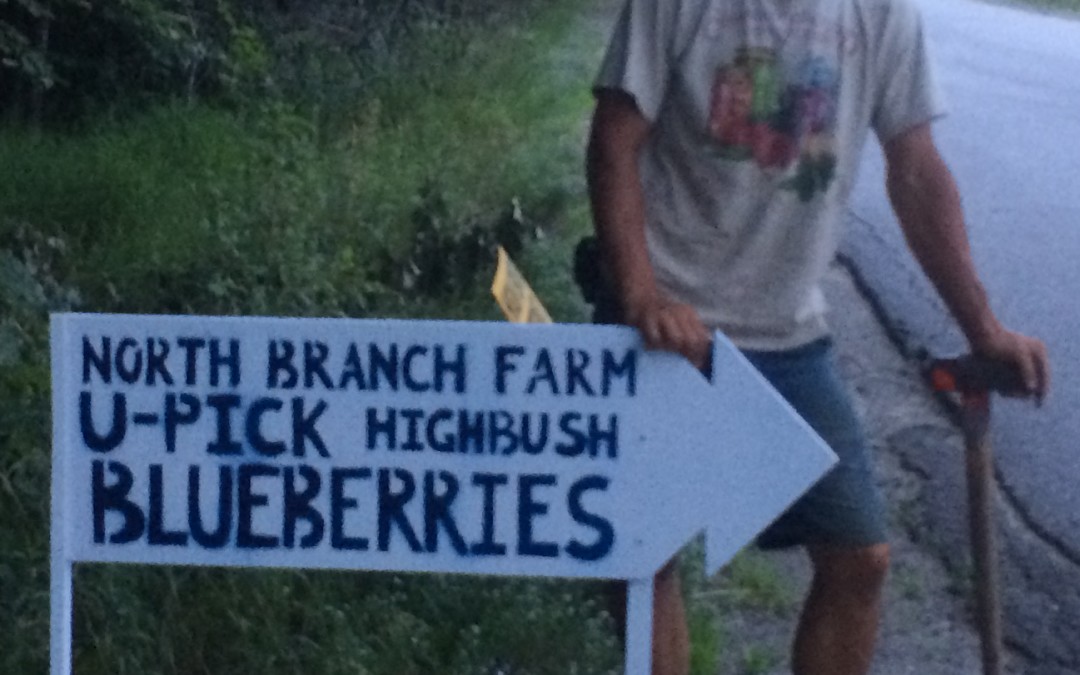 NORTH BRANCH FARM
U-PICK HIGHBUSH
BLUEBERRIES